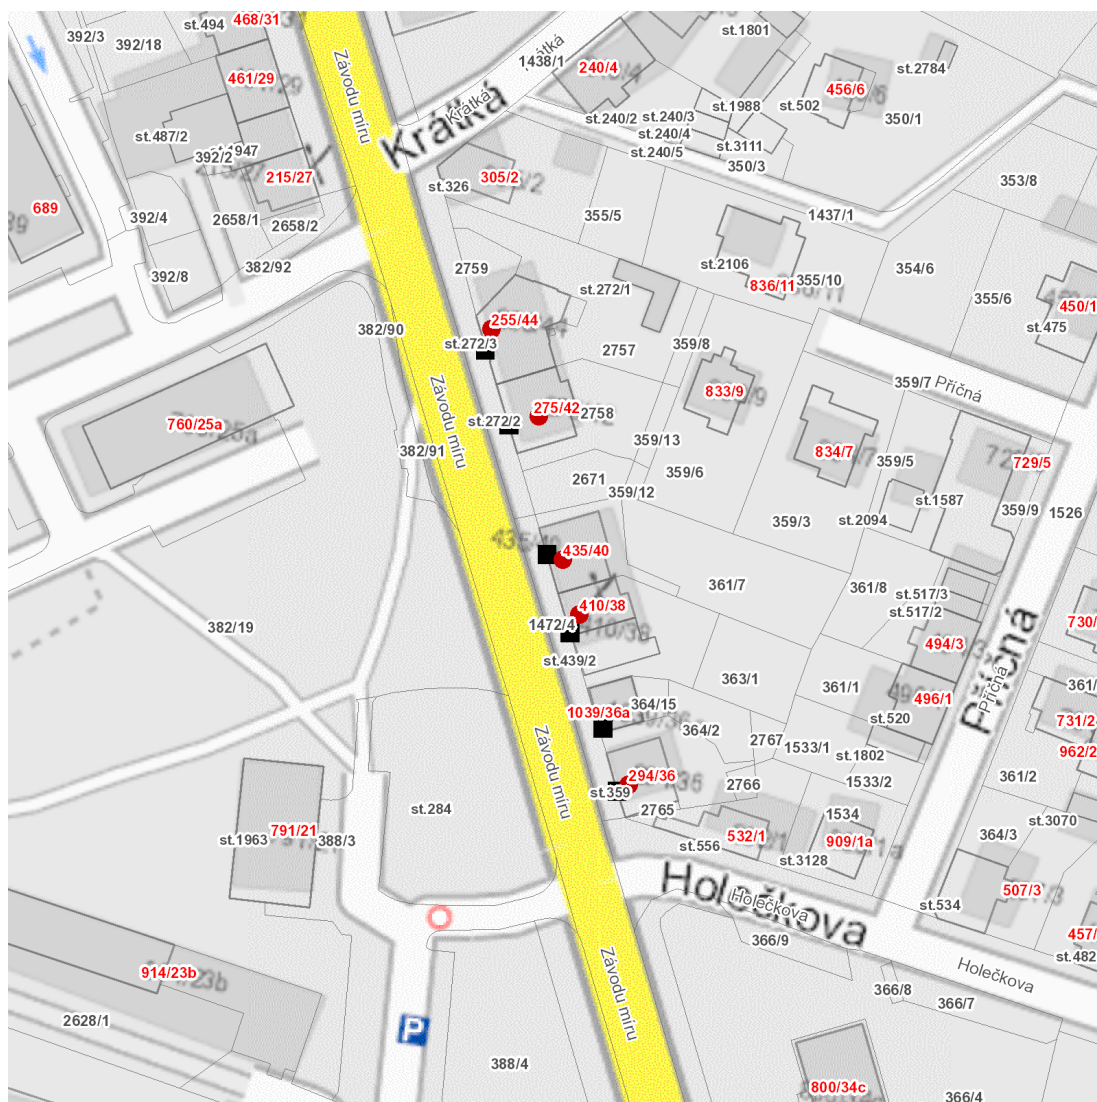 468/31
st.494
392/3
392/18
st.1801
Krátká
1438/1
240/4
st.2784
461/29
Závodu míru
456/6
Krátká
Krátká
st.502
st.1988
350/1
st.240/2
st.240/3
st.240/4
st.240/5
st.3111
350/3
st.487/2
st.1947
392/2
215/27
305/2
st.326
353/8
689
392/4
2658/1
2658/2
355/5
1437/1
382/92
392/8
2759
st.2106
836/11
355/10
354/6
st.272/1
355/6
450/1
st.475
255/44
382/90
st.272/3
2757
359/8
359/7
Příčná
Závodu míru
833/9
760/25a
275/42
2758
st.272/2
359/13
382/91
834/7
359/5
729/5
2671
359/6
359/12
st.1587
359/9
1526
359/3
st.2094
435/40
361/7
361/8
st.517/3
st.517/2
410/38
1472/4
382/19
730/
494/3
Příčná
st.439/2
363/1
361/1
496/1
361/
Příčná
364/15
1039/36a
364/2
st.520
731/2
2767
1533/1
st.1802
962/2
Závodu míru
294/36
2766
1533/2
361/2
st.359
2765
st.284
1534
st.3070
791/21
st.1963
388/3
532/1
st.556
909/1a
364/3
st.3128
Holečkova
Holečkova
507/3
st.534
457/
366/9
st.482
Závodu míru
914/23b
Holečkova
366/8
366/7
2628/1
P
388/4
800/34c
366/4